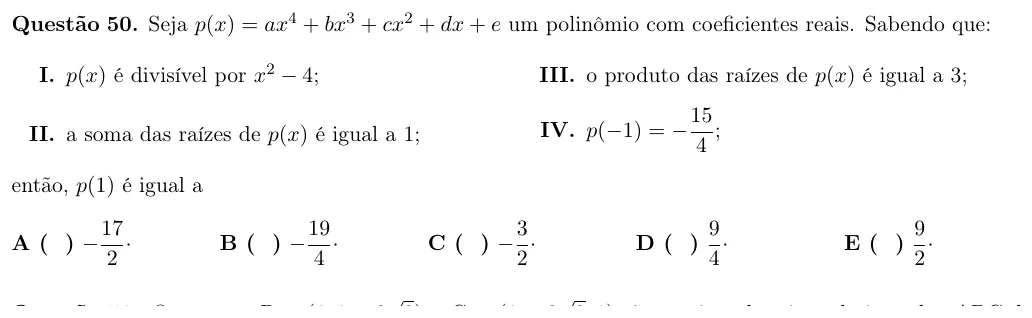 Questão 50. Seja p(x) = ax⁴ + bx³ + cx² + dx + e um polinômio com coeficientes reais. Sabendo que:
I. p(x) é divisível por x² − 4;
III. o produto das raízes de p(x) é igual a 3;
II. a soma das raízes de p(x) é igual a 1;
IV. p(−1) = −15/4;
então, p(1) é igual a
A ( ) −17/2. B ( ) −19/4. C ( ) −3/2. D ( ) 9/4. E ( ) 9/2.